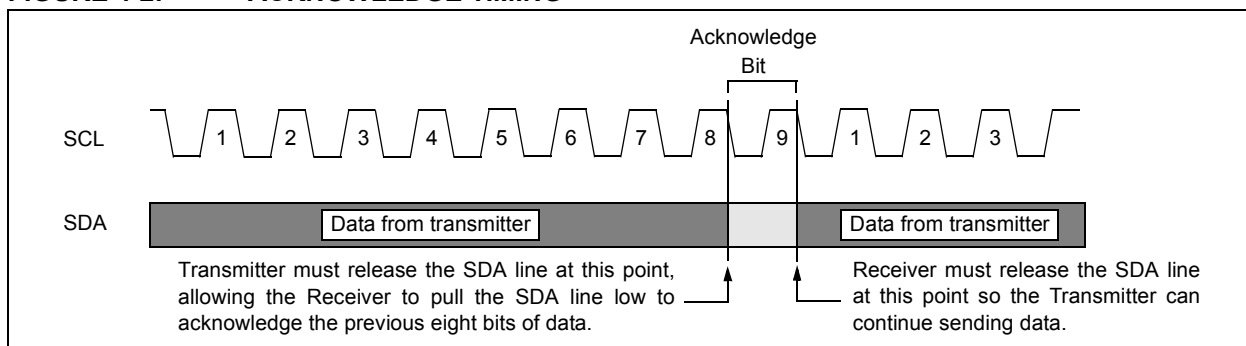 Acknowledge
Bit
SCL
1 2 3 4 5 6 7 8 9 1 2 3
SDA
Data from transmitter
Data from transmitter
Transmitter must release the SDA line at this point,
allowing the Receiver to pull the SDA line low to
acknowledge the previous eight bits of data.
Receiver must release the SDA line
at this point so the Transmitter can
continue sending data.